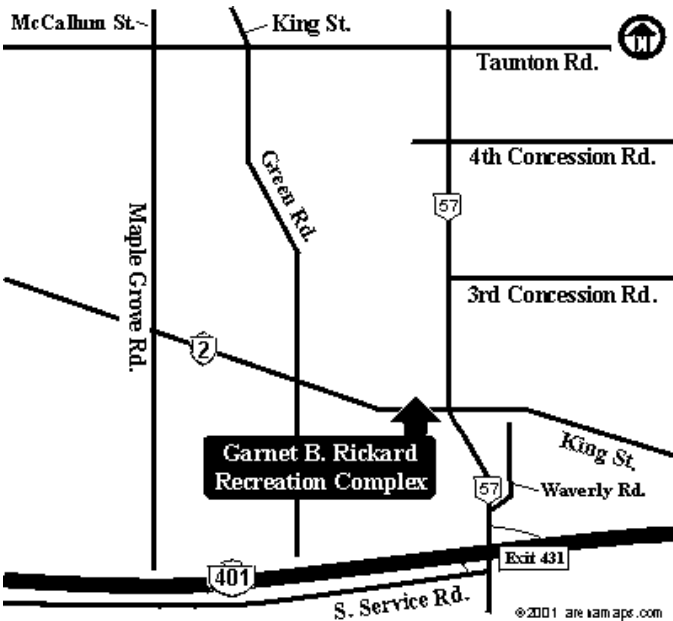 McCallum St.
King St.
Taunton Rd.
4th Concession Rd.
Green Rd.
57
Maple Grove Rd.
3rd Concession Rd.
2
Garnet B. Rickard
Recreation Complex
King St.
57
Waverly Rd.
Exit 431
401
S. Service Rd.
©2001 arenamaps.com